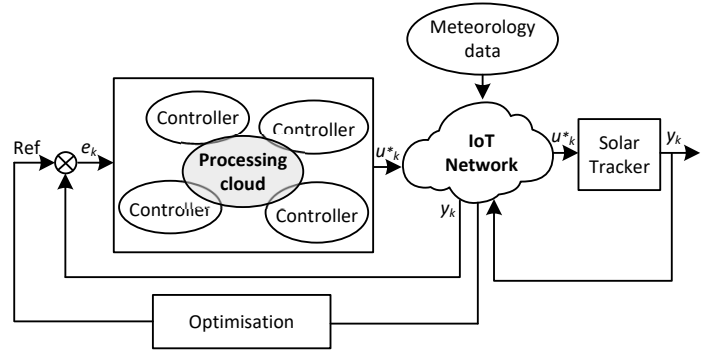 Meteorology
data
Controller
Controller
Ref
e_k
Processing
cloud
u*_k
IoT
Network
u*_k
Solar
Tracker
y_k
Controller
Controller
y_k
Optimisation